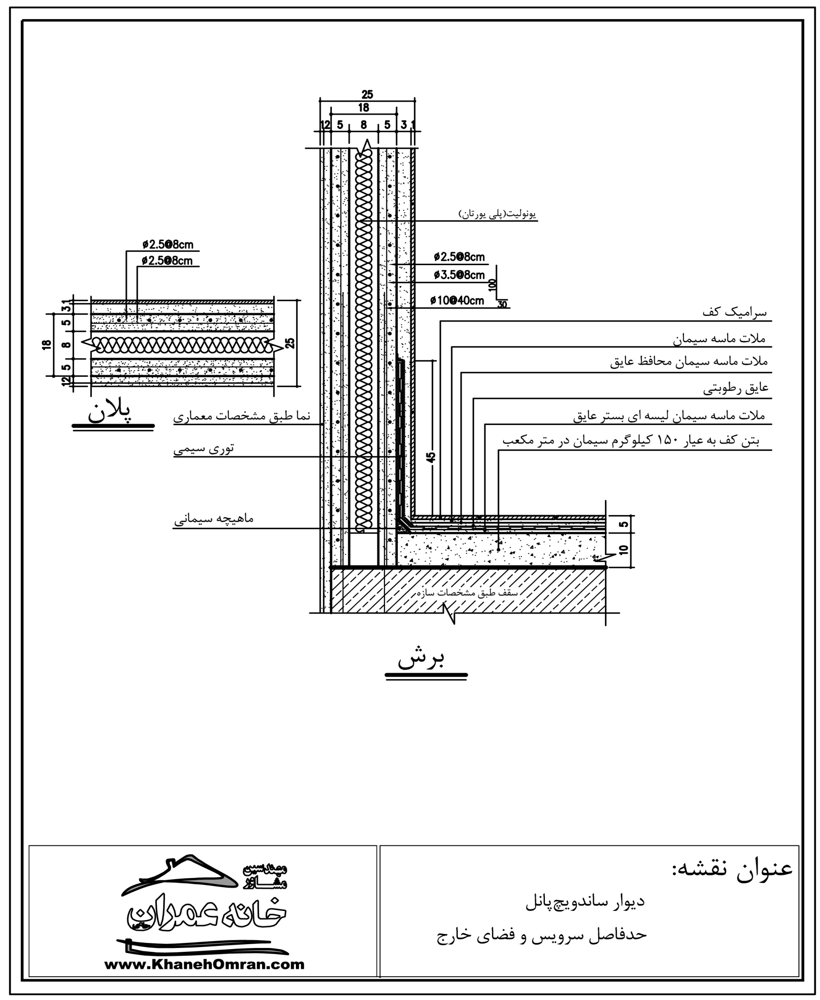 25
18
12 5 8 5 3 1
یونولیت(پلی یورتان)
ø2.5@8cm
ø3.5@8cm
ø10@40cm
100
30
سرامیک کف
ملات ماسه سیمان
ملات ماسه سیمان محافظ عایق
عایق رطوبتی
ملات ماسه سیمان لیسه ای بستر عایق
بتن کف به عیار ۱۵۰ کیلوگرم سیمان در متر مکعب
45
5
10
ø2.5@8cm
ø2.5@8cm
3 1
5
8
5
12
18
25
پلان
نما طبق مشخصات معماری
توری سیمی
ماهیچه سیمانی
سقف طبق مشخصات سازه
برش
عنوان نقشه:
دیوار ساندویچ‌پانل
حدفاصل سرویس و فضای خارج
مهندسین
مشاور
خانه عمران
www.KhanehOmran.com